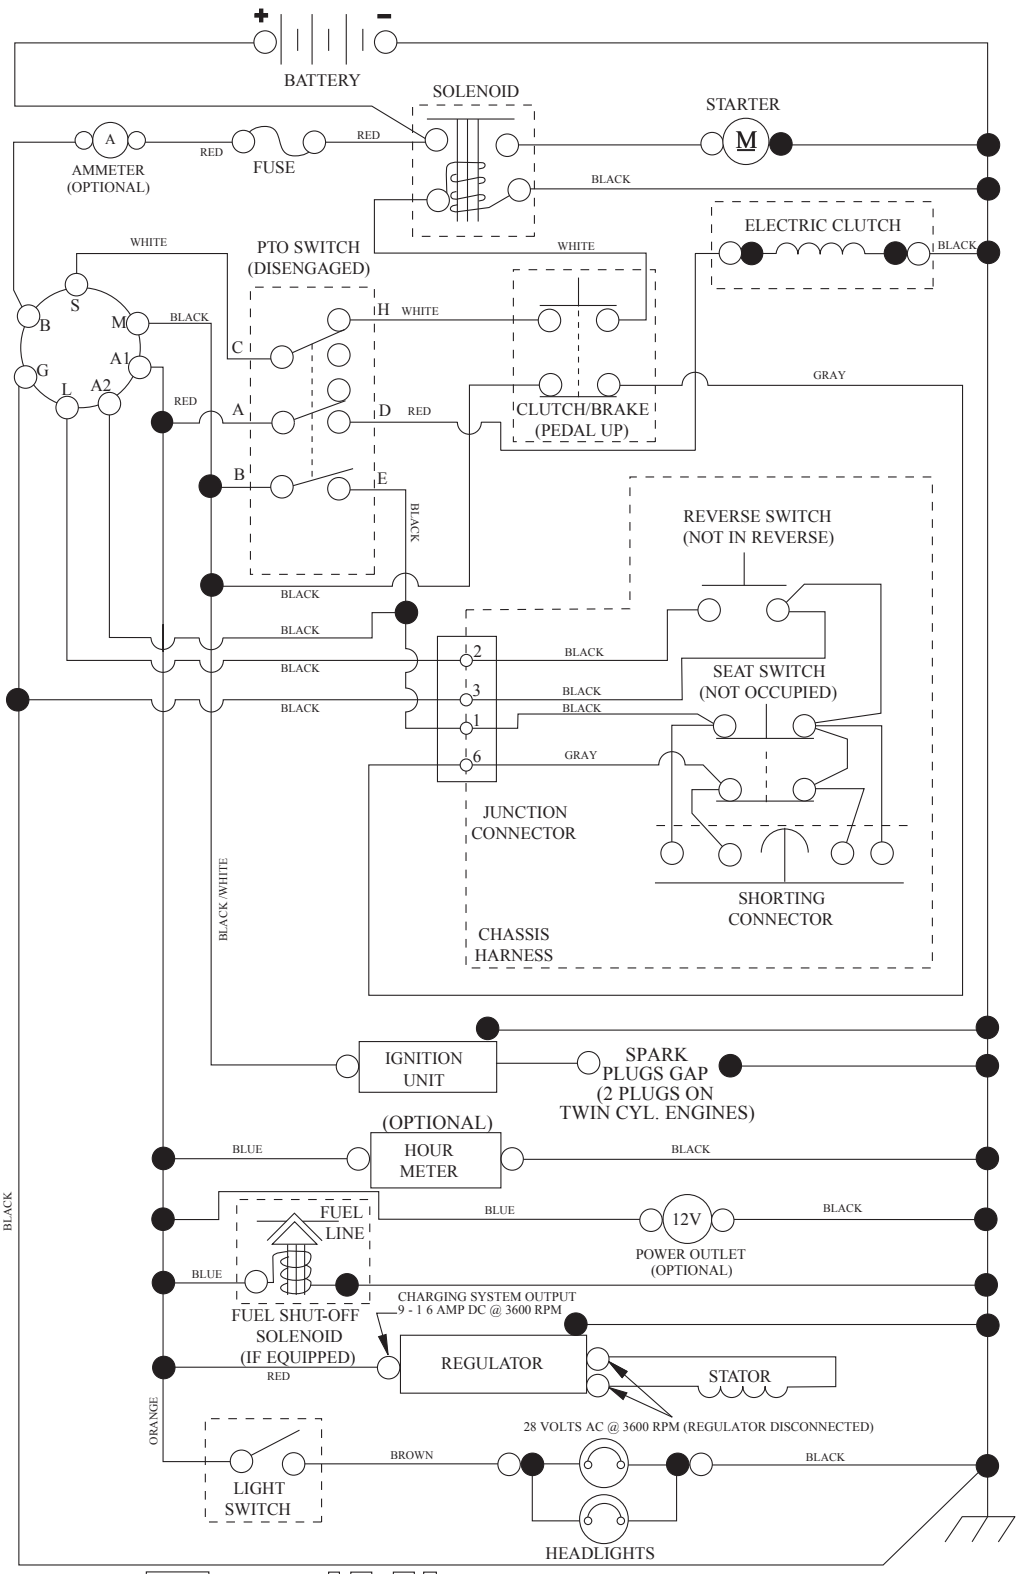 + −
BATTERY
SOLENOID
STARTER
A
M
AMMETER
(OPTIONAL)
RED
FUSE
RED
BLACK
WHITE
PTO SWITCH
(DISENGAGED)
WHITE
ELECTRIC CLUTCH
BLACK
S
B
M
BLACK
H
WHITE
C
A1
G
L
A2
RED
A
D
RED
CLUTCH/BRAKE
(PEDAL UP)
GRAY
B
E
BLACK
REVERSE SWITCH
(NOT IN REVERSE)
BLACK
BLACK
BLACK
2
BLACK
SEAT SWITCH
(NOT OCCUPIED)
BLACK
3
BLACK
BLACK
1
6
GRAY
JUNCTION
CONNECTOR
BLACK /WHITE
SHORTING
CONNECTOR
CHASSIS
HARNESS
IGNITION
UNIT
SPARK
PLUGS GAP
(2 PLUGS ON
TWIN CYL. ENGINES)
(OPTIONAL)
BLUE
HOUR
METER
BLACK
BLACK
FUEL
LINE
BLUE
12V
BLACK
POWER OUTLET
(OPTIONAL)
BLUE
FUEL SHUT-OFF
SOLENOID
(IF EQUIPPED)
CHARGING SYSTEM OUTPUT
9 - 1 6 AMP DC @ 3600 RPM
RED
REGULATOR
STATOR
ORANGE
28 VOLTS AC @ 3600 RPM (REGULATOR DISCONNECTED)
LIGHT
SWITCH
BROWN
BLACK
HEADLIGHTS